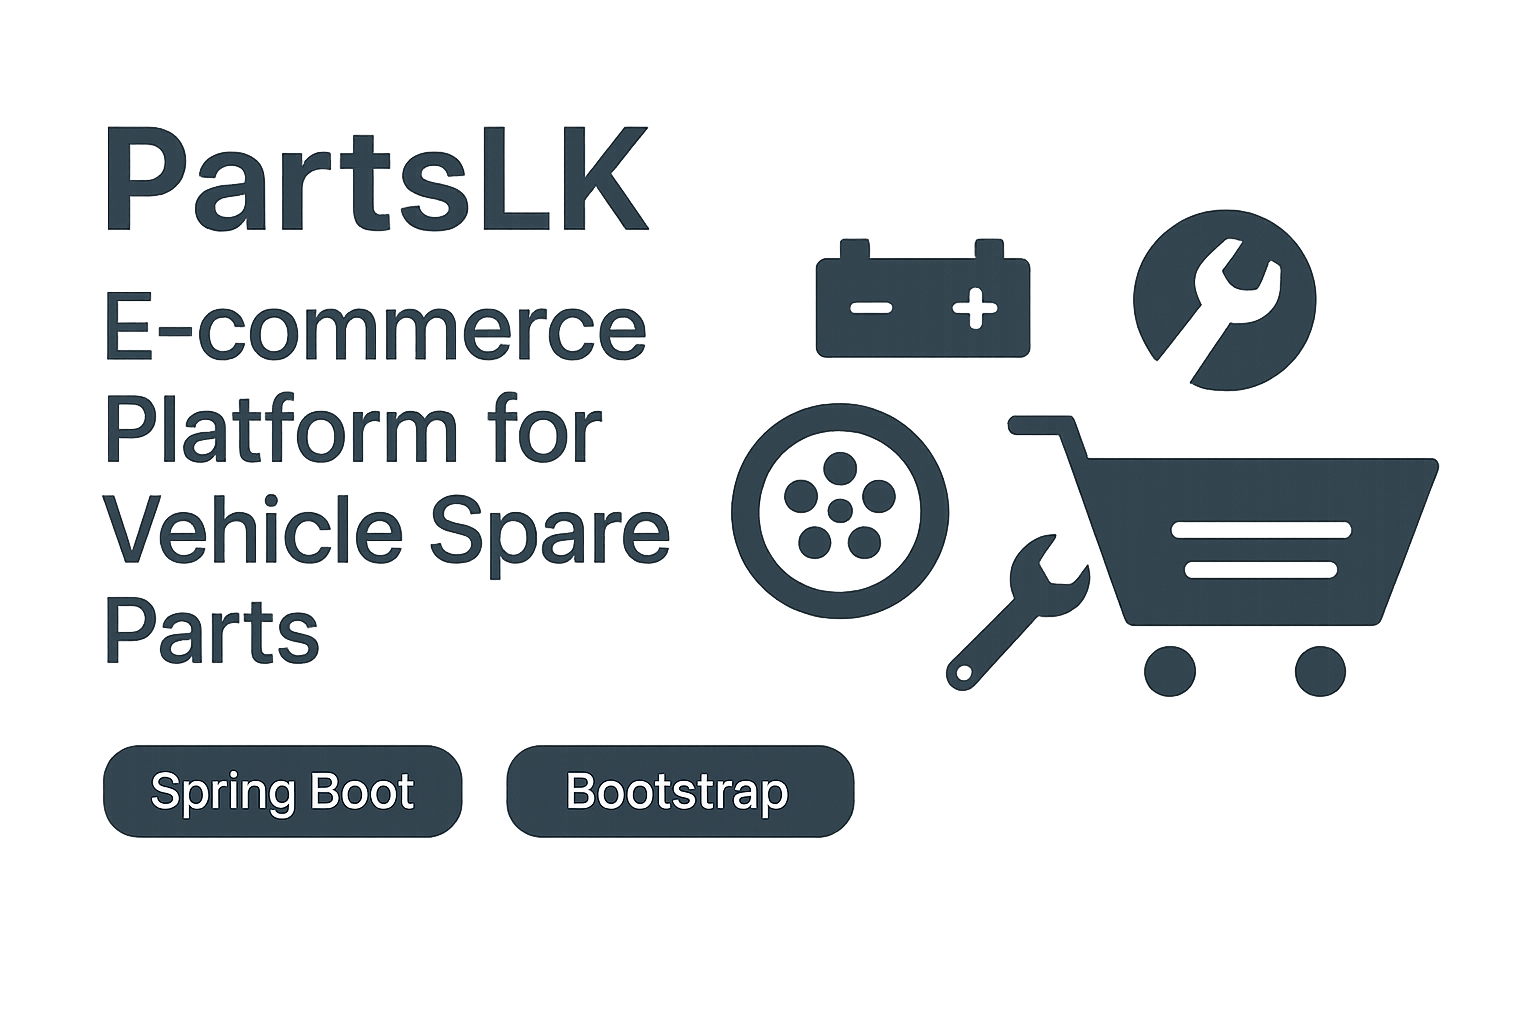 PartsLK
E-commerce
Platform for
Vehicle Spare
Parts
Spring Boot
Bootstrap